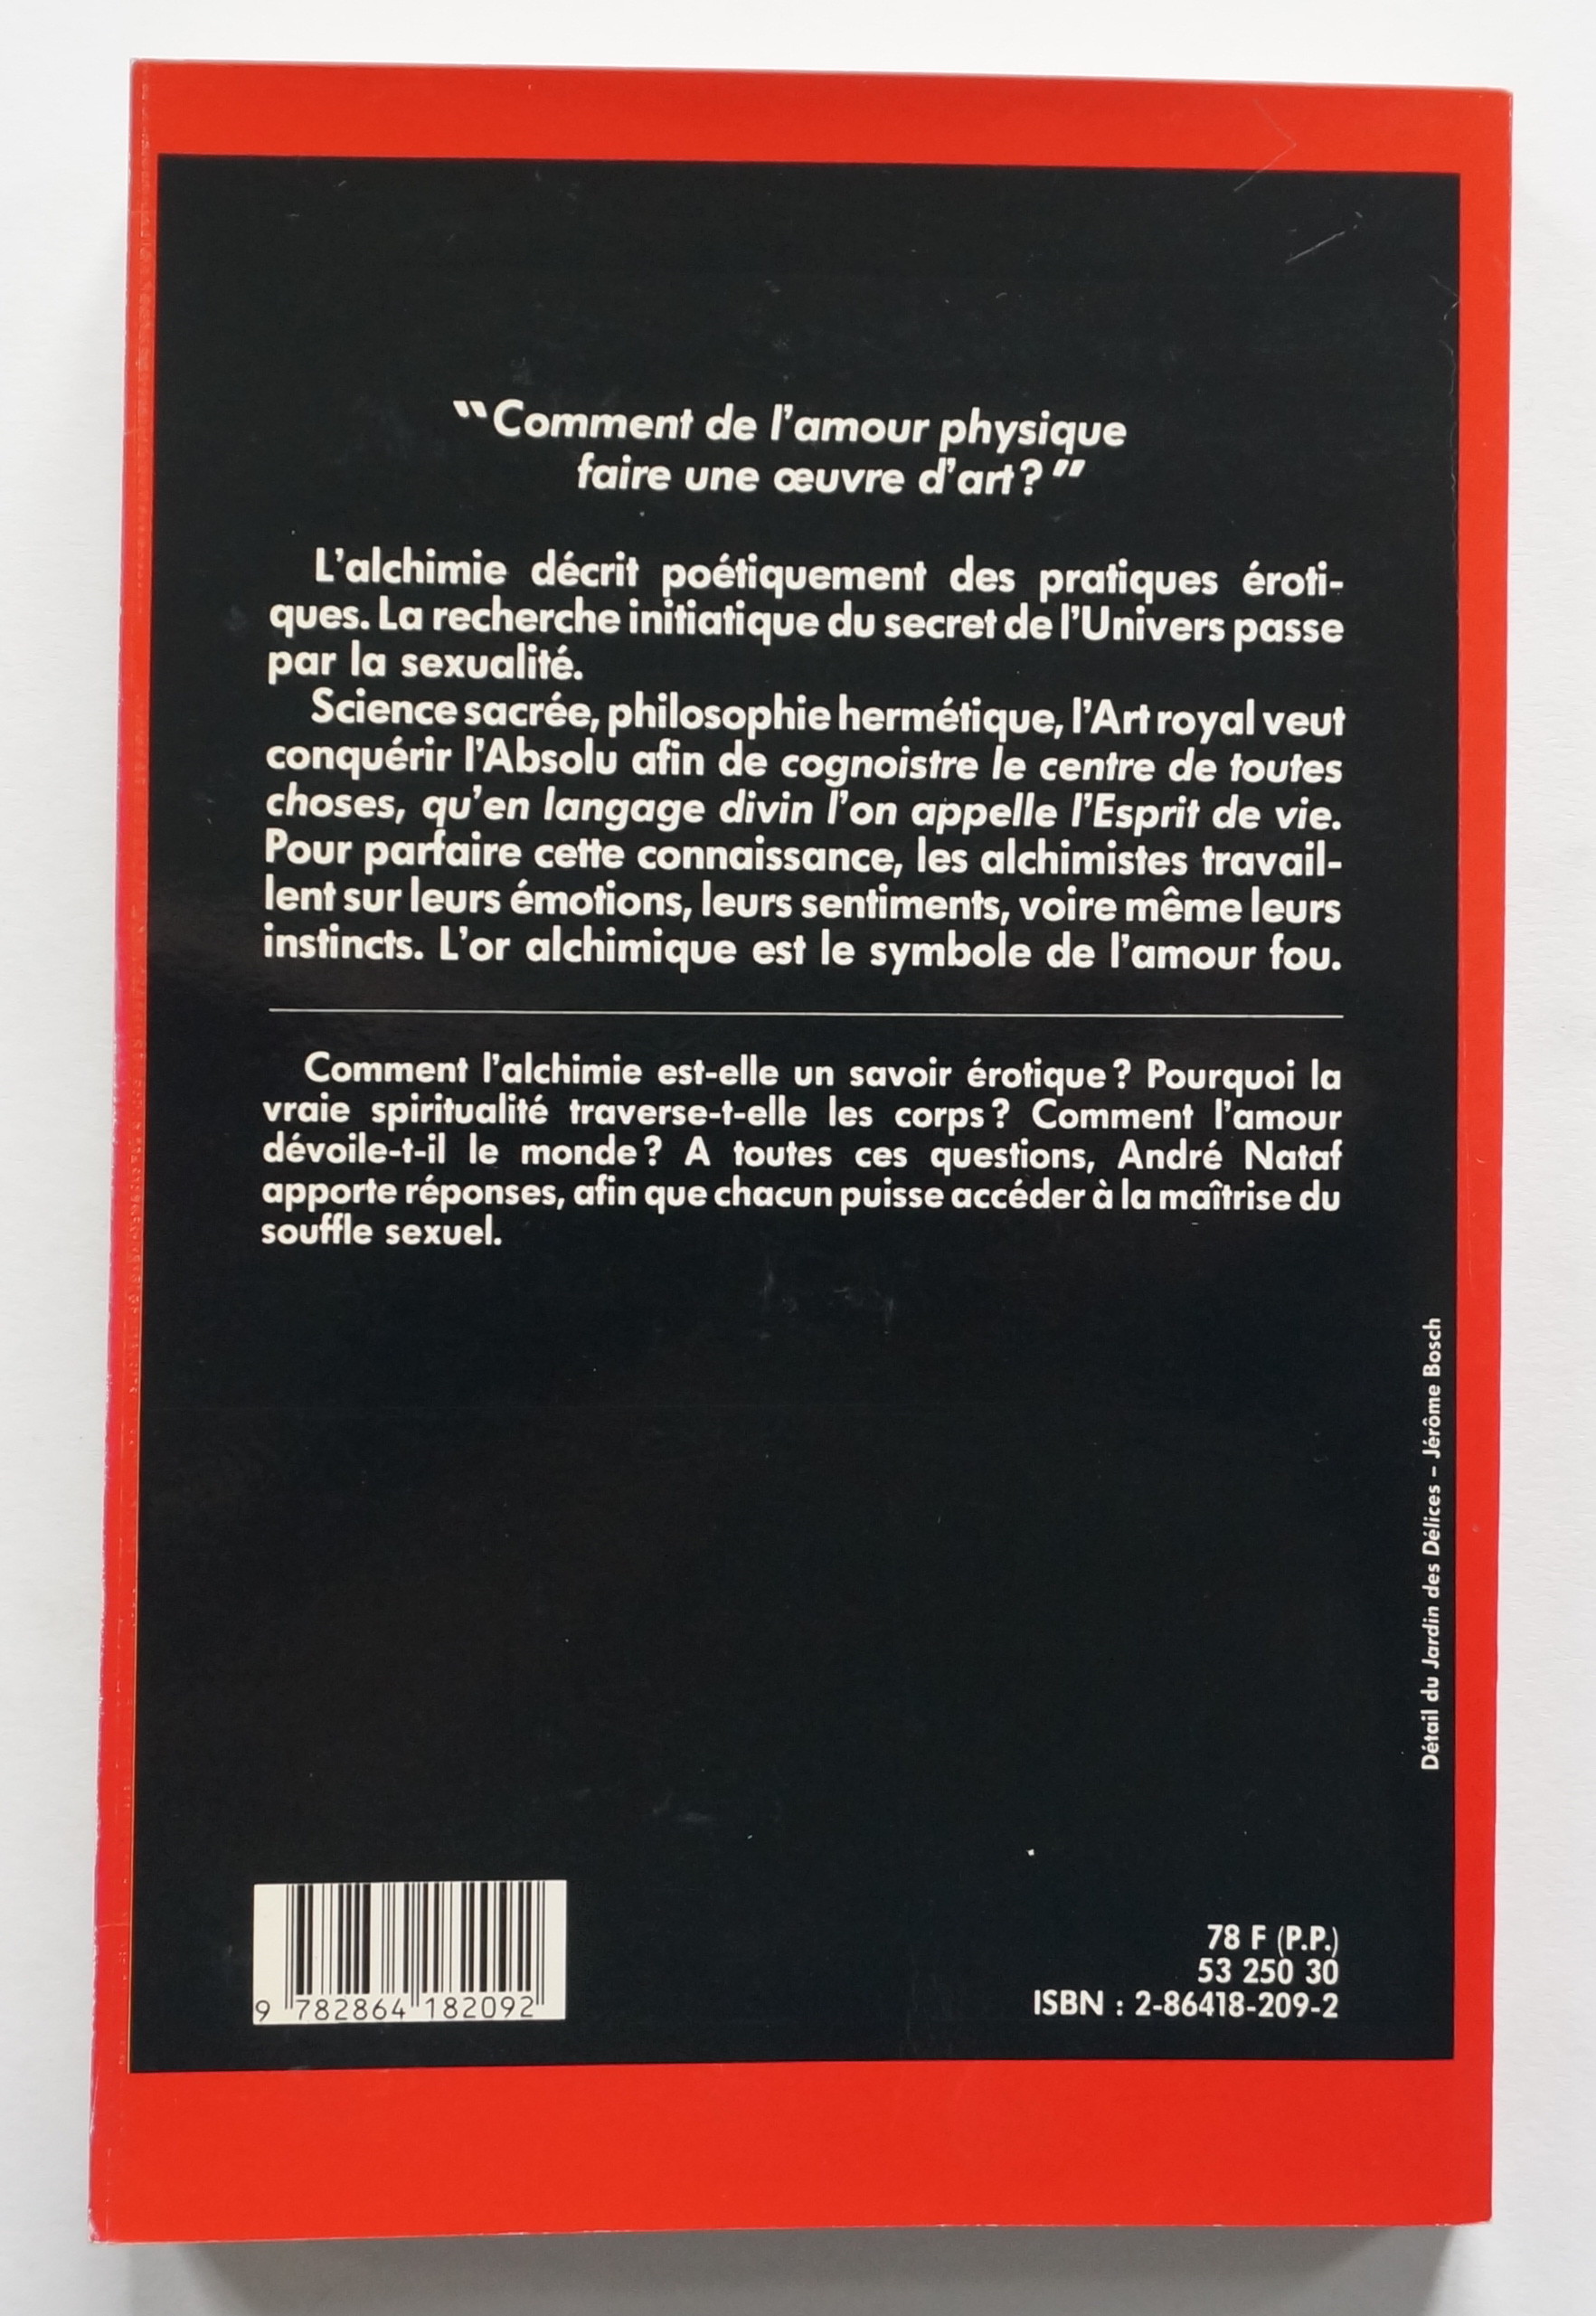 “Comment de l'amour physique
faire une œuvre d'art?”
L'alchimie décrit poétiquement des pratiques éroti-
ques. La recherche initiatique du secret de l'Univers passe
par la sexualité.
Science sacrée, philosophie hermétique, l'Art royal veut
conquérir l'Absolu afin de cognoistre le centre de toutes
choses, qu'en langage divin l'on appelle l'Esprit de vie.
Pour parfaire cette connaissance, les alchimistes travail-
lent sur leurs émotions, leurs sentiments, voire même leurs
instincts. L'or alchimique est le symbole de l'amour fou.
Comment l'alchimie est-elle un savoir érotique? Pourquoi la
vraie spiritualité traverse-t-elle les corps? Comment l'amour
dévoile-t-il le monde? A toutes ces questions, André Nataf
apporte réponses, afin que chacun puisse accéder à la maîtrise du
souffle sexuel.
Détail du Jardin des Délices – Jérôme Bosch
9 782864 182092
78 F (P.P.)
53 250 30
ISBN : 2-86418-209-2